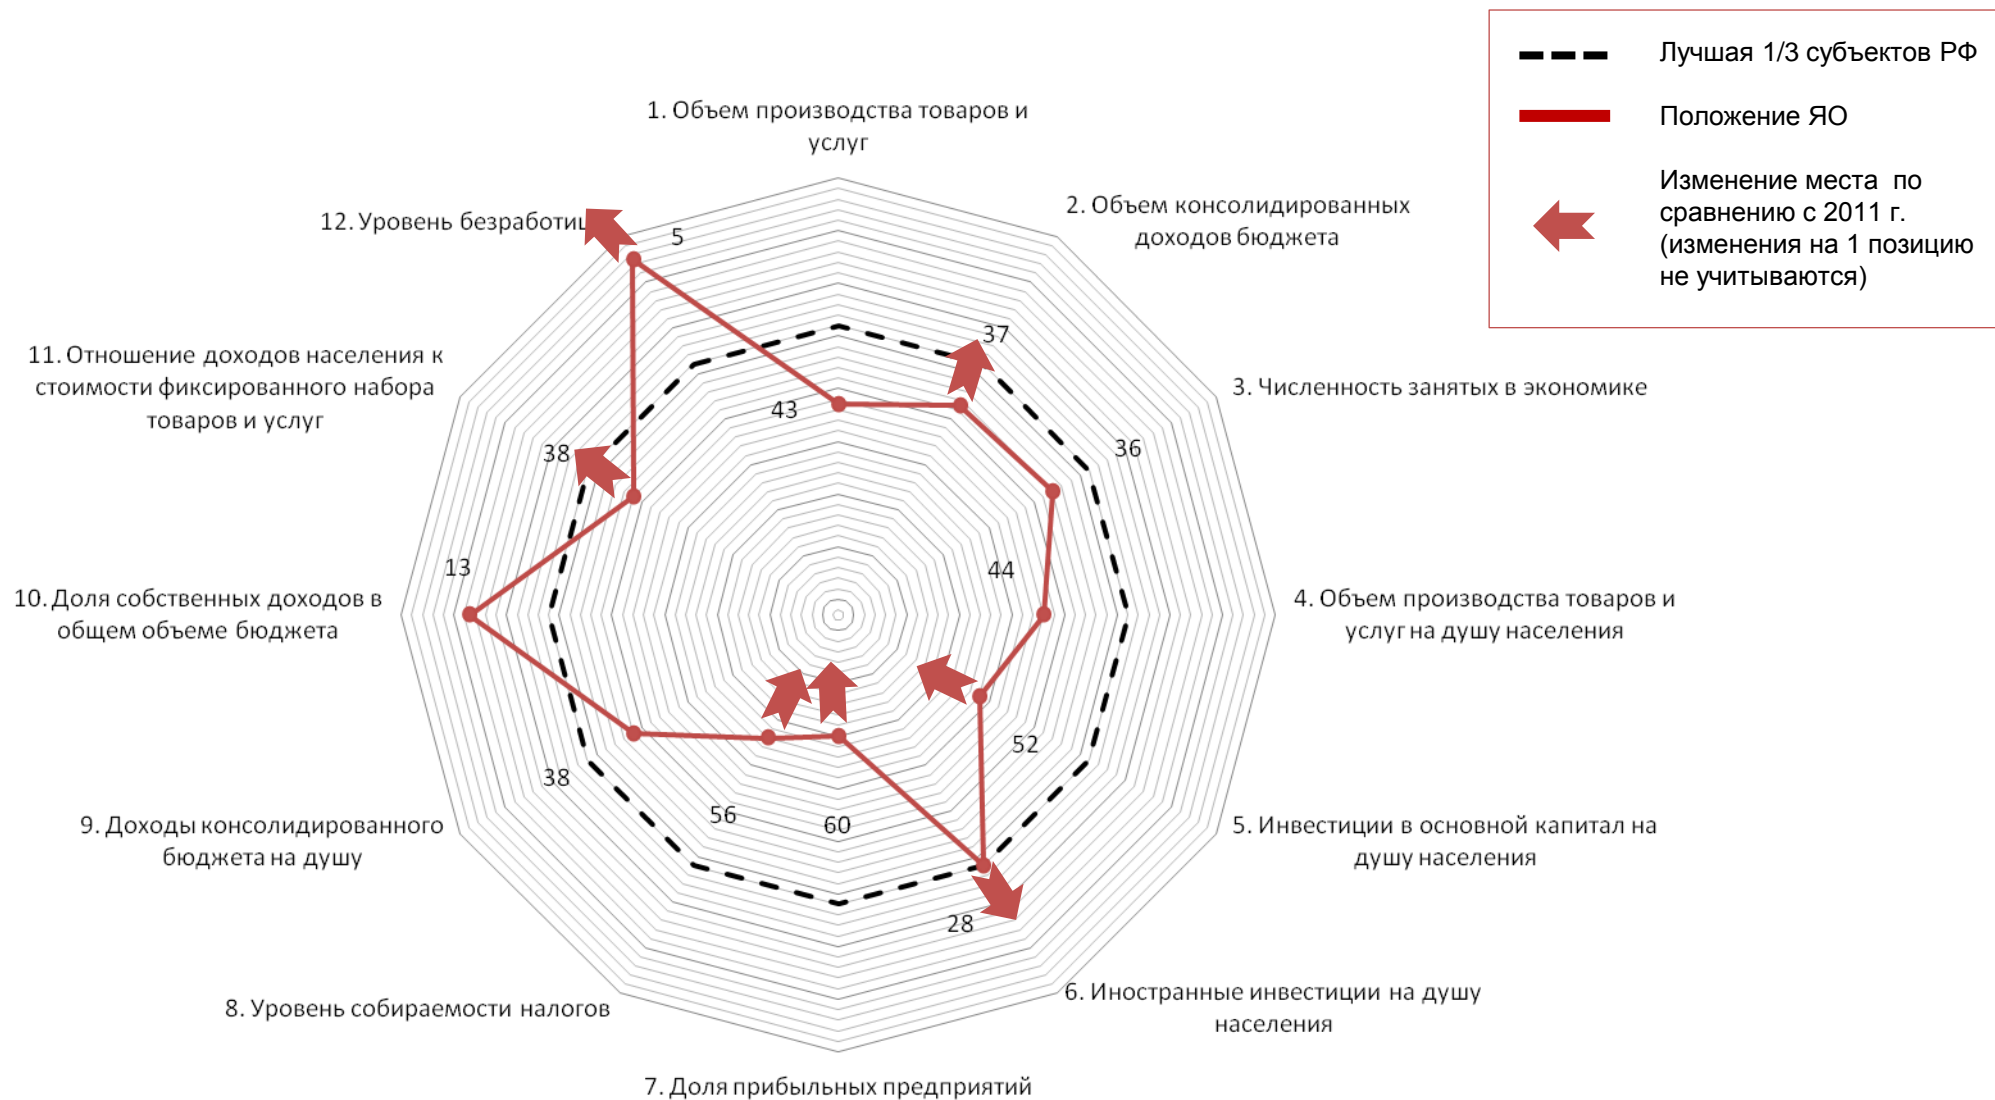 Лучшая 1/3 субъектов РФ
Положение ЯО
Изменение места по
сравнению с 2011 г.
(изменения на 1 позицию
не учитываются)
1. Объем производства товаров и
услуг
2. Объем консолидированных
доходов бюджета
3. Численность занятых в экономике
4. Объем производства товаров и
услуг на душу населения
5. Инвестиции в основной капитал на
душу населения
6. Иностранные инвестиции на душу
населения
7. Доля прибыльных предприятий
8. Уровень собираемости налогов
9. Доходы консолидированного
бюджета на душу
10. Доля собственных доходов в
общем объеме бюджета
11. Отношение доходов населения к
стоимости фиксированного набора
товаров и услуг
12. Уровень безработиц
43
37
36
44
52
28
60
56
38
13
38
5